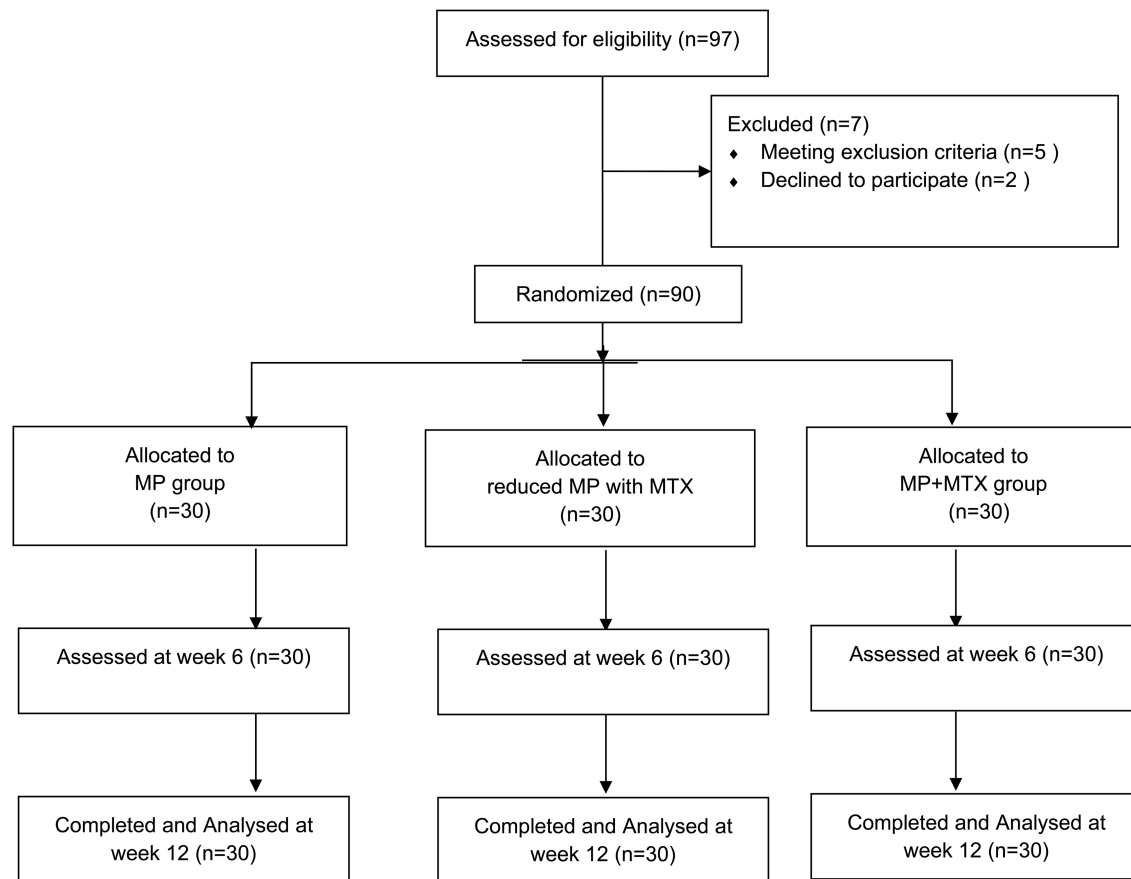 Assessed for eligibility (n=97)
Excluded (n=7)
♦ Meeting exclusion criteria (n=5 )
♦ Declined to participate (n=2 )
Randomized (n=90)
Allocated to
MP group
(n=30)
Allocated to
reduced MP with MTX
(n=30)
Allocated to
MP+MTX group
(n=30)
Assessed at week 6 (n=30)
Assessed at week 6 (n=30)
Assessed at week 6 (n=30)
Completed and Analysed at
week 12 (n=30)
Completed and Analysed at
week 12 (n=30)
Completed and Analysed at
week 12 (n=30)